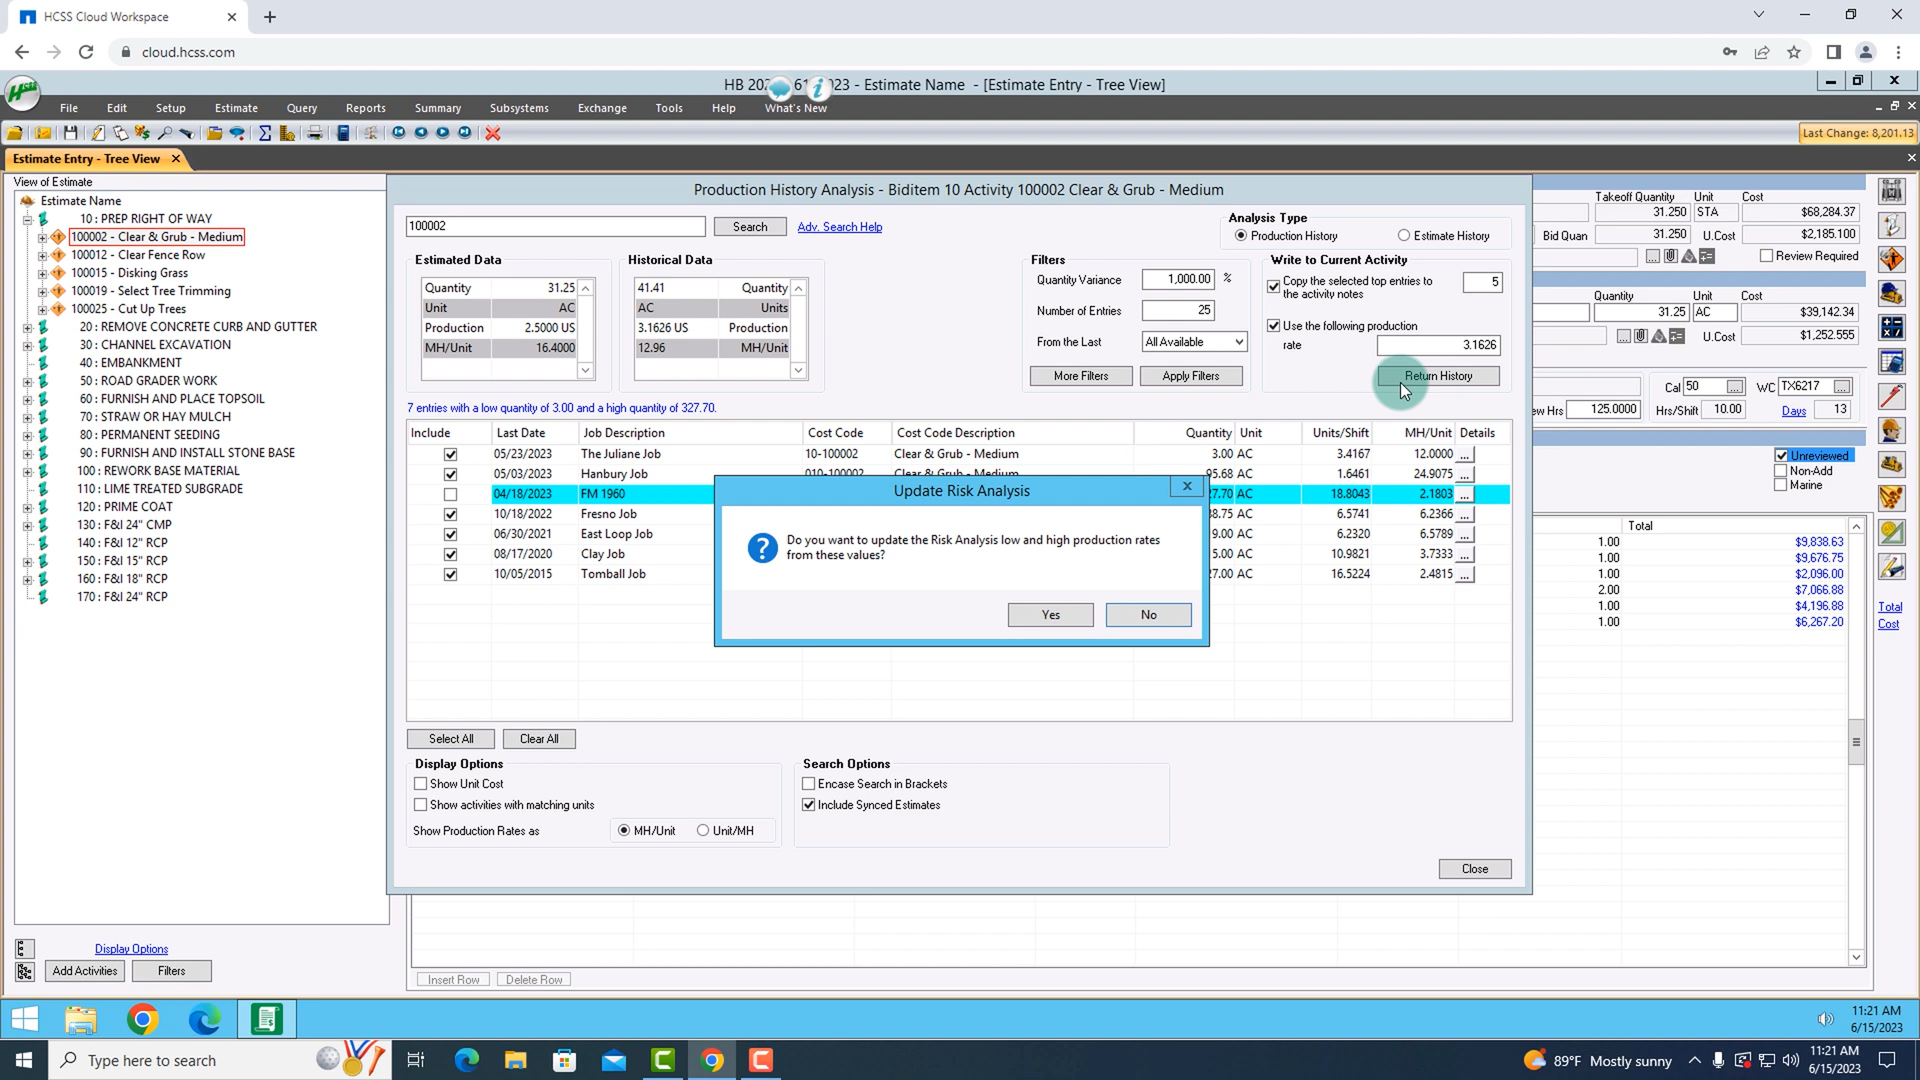 HCSS Cloud Workspace
cloud.hcss.com
HCSS
HB 202 61 023 - Estimate Name - [Estimate Entry - Tree View]
File Edit Setup Estimate Query Reports Summary Subsystems Exchange Tools Help What's New
Last Change: 8,201.13
Estimate Entry - Tree View
View of Estimate
Estimate Name
10 : PREP RIGHT OF WAY
100002 - Clear & Grub - Medium
100012 - Clear Fence Row
100015 - Disking Grass
100019 - Select Tree Trimming
100025 - Cut Up Trees
20 : REMOVE CONCRETE CURB AND GUTTER
30 : CHANNEL EXCAVATION
40 : EMBANKMENT
50 : ROAD GRADER WORK
60 : FURNISH AND PLACE TOPSOIL
70 : STRAW OR HAY MULCH
80 : PERMANENT SEEDING
90 : FURNISH AND INSTALL STONE BASE
100 : REWORK BASE MATERIAL
110 : LIME TREATED SUBGRADE
120 : PRIME COAT
130 : F&I 24" CMP
140 : F&I 12" RCP
150 : F&I 15" RCP
160 : F&I 18" RCP
170 : F&I 24" RCP
Display Options
Add Activities Filters
Production History Analysis - Biditem 10 Activity 100002 Clear & Grub - Medium
100002 Search Adv. Search Help
Analysis Type
Production History Estimate History
Estimated Data
Quantity 31.25
Unit AC
Production 2.5000 US
MH/Unit 16.4000
Historical Data
41.41 Quantity
AC Units
3.1626 US Production
12.96 MH/Unit
Filters
Quantity Variance 1,000.00 %
Number of Entries 25
From the Last All Available
More Filters Apply Filters
Write to Current Activity
Copy the selected top entries to the activity notes 5
Use the following production rate 3.1626
Return History
7 entries with a low quantity of 3.00 and a high quantity of 327.70.
Include Last Date Job Description Cost Code Cost Code Description Quantity Unit Units/Shift MH/Unit Details
05/23/2023 The Juliane Job 10-100002 Clear & Grub - Medium 3.00 AC 3.4167 12.0000 ...
05/03/2023 Hanbury Job 010-100002 Clear & Grub - Medium 95.68 AC 1.6461 24.9075 ...
04/18/2023 FM 1960 7.70 AC 18.8043 2.1803 ...
10/18/2022 Fresno Job 8.75 AC 6.5741 6.2366 ...
06/30/2021 East Loop Job 9.00 AC 6.2320 6.5789 ...
08/17/2020 Clay Job 5.00 AC 10.9821 3.7333 ...
10/05/2015 Tomball Job 7.00 AC 16.5224 2.4815 ...
Update Risk Analysis
Do you want to update the Risk Analysis low and high production rates
from these values?
Yes No
Select All Clear All
Display Options
Show Unit Cost
Show activities with matching units
Show Production Rates as MH/Unit Unit/MH
Search Options
Encase Search in Brackets
Include Synced Estimates
Close
Takeoff Quantity Unit Cost
31.250 STA $68,284.37
Bid Quan 31.250 U.Cost $2,185.100
... Review Required
Quantity Unit Cost
31.25 AC $39,142.34
... U.Cost $1,252.555
Cal 50 ... WC TX6217 ...
ew Hrs 125.0000 Hrs/Shift 10.00 Days 13
Unreviewed
Non-Add
Marine
Total
1.00 $9,838.63
1.00 $9,676.75
1.00 $2,096.00
2.00 $7,066.88
1.00 $4,196.88
1.00 $6,267.20
Total
Cost
Insert Row Delete Row
11:21 AM
6/15/2023
Type here to search
89°F Mostly sunny
11:21 AM
6/15/2023